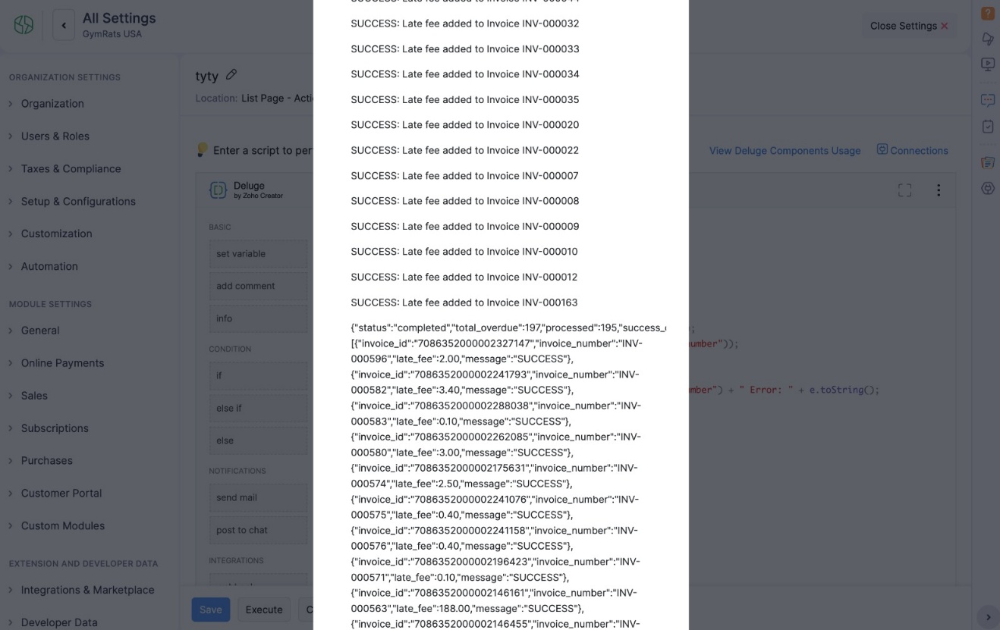 All Settings
GymRats USA
Close Settings
ORGANIZATION SETTINGS
Organization
Users & Roles
Taxes & Compliance
Setup & Configurations
Customization
Automation
MODULE SETTINGS
General
Online Payments
Sales
Subscriptions
Purchases
Customer Portal
Custom Modules
EXTENSION AND DEVELOPER DATA
Integrations & Marketplace
Developer Data
tyty
Location: List Page - Acti
Enter a script to per
View Deluge Components Usage
Connections
Deluge
by Zoho Creator
BASIC
set variable
add comment
info
CONDITION
if
else if
else
NOTIFICATIONS
send mail
post to chat
INTEGRATIONS
Save
Execute
C
);
umber"));
mber") + " Error: " + e.toString();
SUCCESS: Late fee added to Invoice INV-000032
SUCCESS: Late fee added to Invoice INV-000033
SUCCESS: Late fee added to Invoice INV-000034
SUCCESS: Late fee added to Invoice INV-000035
SUCCESS: Late fee added to Invoice INV-000020
SUCCESS: Late fee added to Invoice INV-000022
SUCCESS: Late fee added to Invoice INV-000007
SUCCESS: Late fee added to Invoice INV-000008
SUCCESS: Late fee added to Invoice INV-000009
SUCCESS: Late fee added to Invoice INV-000010
SUCCESS: Late fee added to Invoice INV-000012
SUCCESS: Late fee added to Invoice INV-000163
{"status":"completed","total_overdue":197,"processed":195,"success_
[{"invoice_id":"7086352000002327147","invoice_number":"INV-
000596","late_fee":2.00,"message":"SUCCESS"},
{"invoice_id":"7086352000002241793","invoice_number":"INV-
000582","late_fee":3.40,"message":"SUCCESS"},
{"invoice_id":"7086352000002288038","invoice_number":"INV-
000583","late_fee":0.10,"message":"SUCCESS"},
{"invoice_id":"7086352000002262085","invoice_number":"INV-
000580","late_fee":3.00,"message":"SUCCESS"},
{"invoice_id":"7086352000002175631","invoice_number":"INV-
000574","late_fee":2.50,"message":"SUCCESS"},
{"invoice_id":"7086352000002241076","invoice_number":"INV-
000575","late_fee":0.40,"message":"SUCCESS"},
{"invoice_id":"7086352000002241158","invoice_number":"INV-
000576","late_fee":0.40,"message":"SUCCESS"},
{"invoice_id":"7086352000002196423","invoice_number":"INV-
000571","late_fee":0.10,"message":"SUCCESS"},
{"invoice_id":"7086352000002146161","invoice_number":"INV-
000563","late_fee":188.00,"message":"SUCCESS"},
{"invoice_id":"7086352000002146455","invoice_number":"INV-